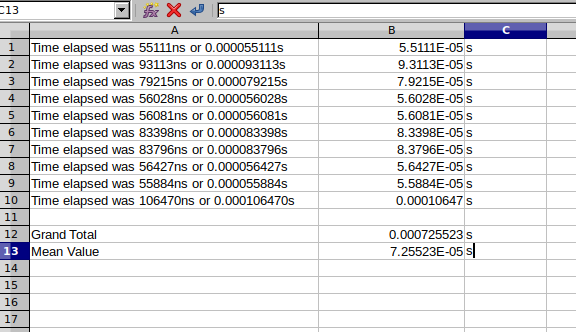 C13 s
A B C
1 Time elapsed was 55111ns or 0.000055111s 5.5111E-05 s
2 Time elapsed was 93113ns or 0.000093113s 9.3113E-05 s
3 Time elapsed was 79215ns or 0.000079215s 7.9215E-05 s
4 Time elapsed was 56028ns or 0.000056028s 5.6028E-05 s
5 Time elapsed was 56081ns or 0.000056081s 5.6081E-05 s
6 Time elapsed was 83398ns or 0.000083398s 8.3398E-05 s
7 Time elapsed was 83796ns or 0.000083796s 8.3796E-05 s
8 Time elapsed was 56427ns or 0.000056427s 5.6427E-05 s
9 Time elapsed was 55884ns or 0.000055884s 5.5884E-05 s
10 Time elapsed was 106470ns or 0.000106470s 0.00010647 s
11
12 Grand Total 0.000725523 s
13 Mean Value 7.25523E-05 s
14
15
16
17